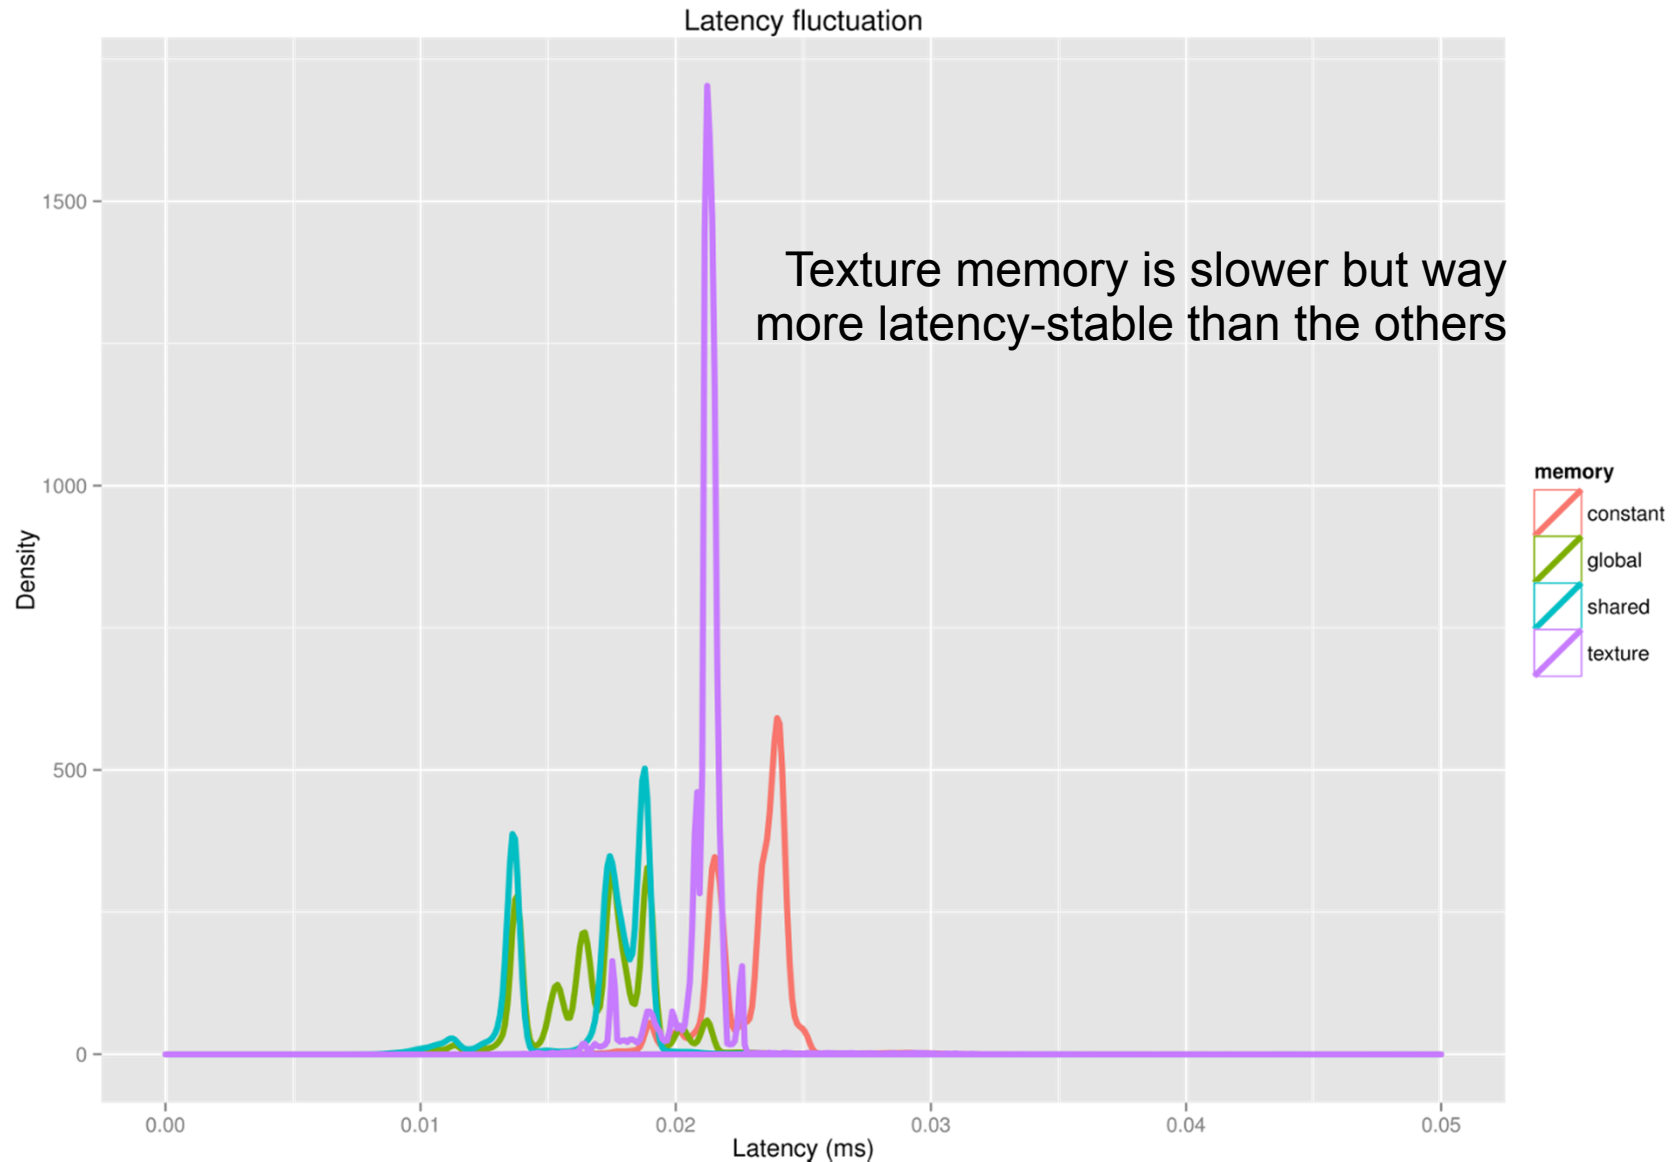 Latency fluctuation
1500
1000
500
0
Density
Texture memory is slower but way
more latency-stable than the others
memory
constant
global
shared
texture
0.00
0.01
0.02
0.03
0.04
0.05
Latency (ms)